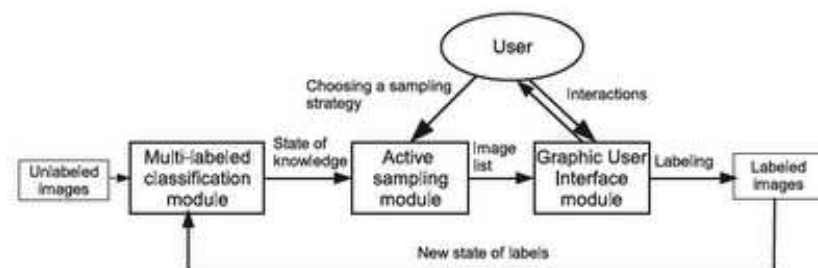 User
Choosing a sampling
strategy
Interactions
Unlabeled
images
Multi-labeled
classification
module
State of
knowledge
Active
sampling
module
Image
list
Graphic User
Interface
module
Labeling
Labeled
images
New state of labels